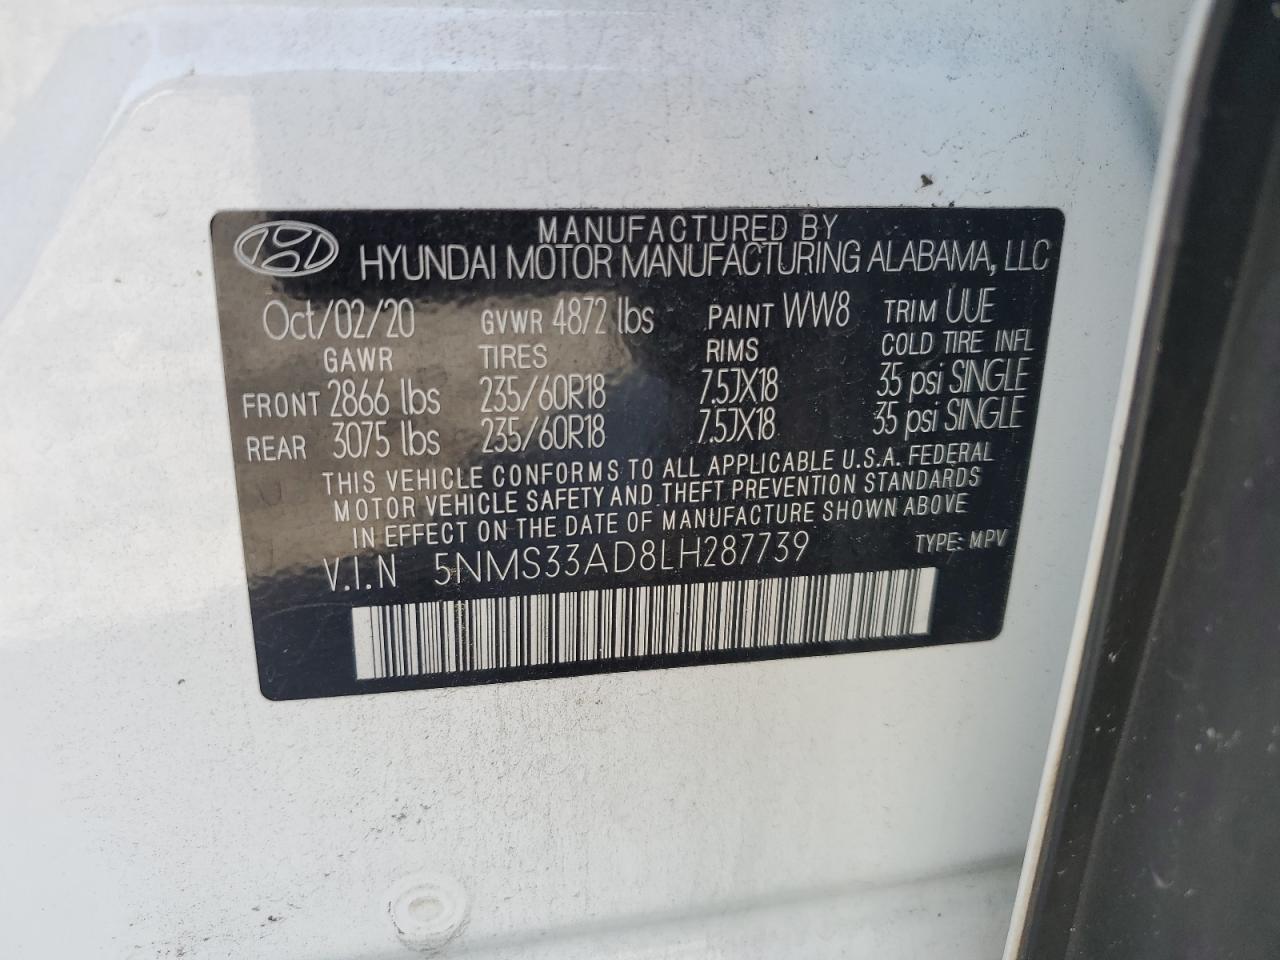 MANUFACTURED BY
HYUNDAI MOTOR MANUFACTURING ALABAMA, LLC
Oct/02/20 GVWR 4872 lbs PAINT WW8 TRIM UUE
GAWR TIRES RIMS COLD TIRE INFL
FRONT 2866 lbs 235/60R18 7.5JX18 35 psi SINGLE
REAR 3075 lbs 235/60R18 7.5JX18 35 psi SINGLE
THIS VEHICLE CONFORMS TO ALL APPLICABLE U.S.A. FEDERAL
MOTOR VEHICLE SAFETY AND THEFT PREVENTION STANDARDS
IN EFFECT ON THE DATE OF MANUFACTURE SHOWN ABOVE
V.I.N 5NMS33AD8LH287739 TYPE: MPV